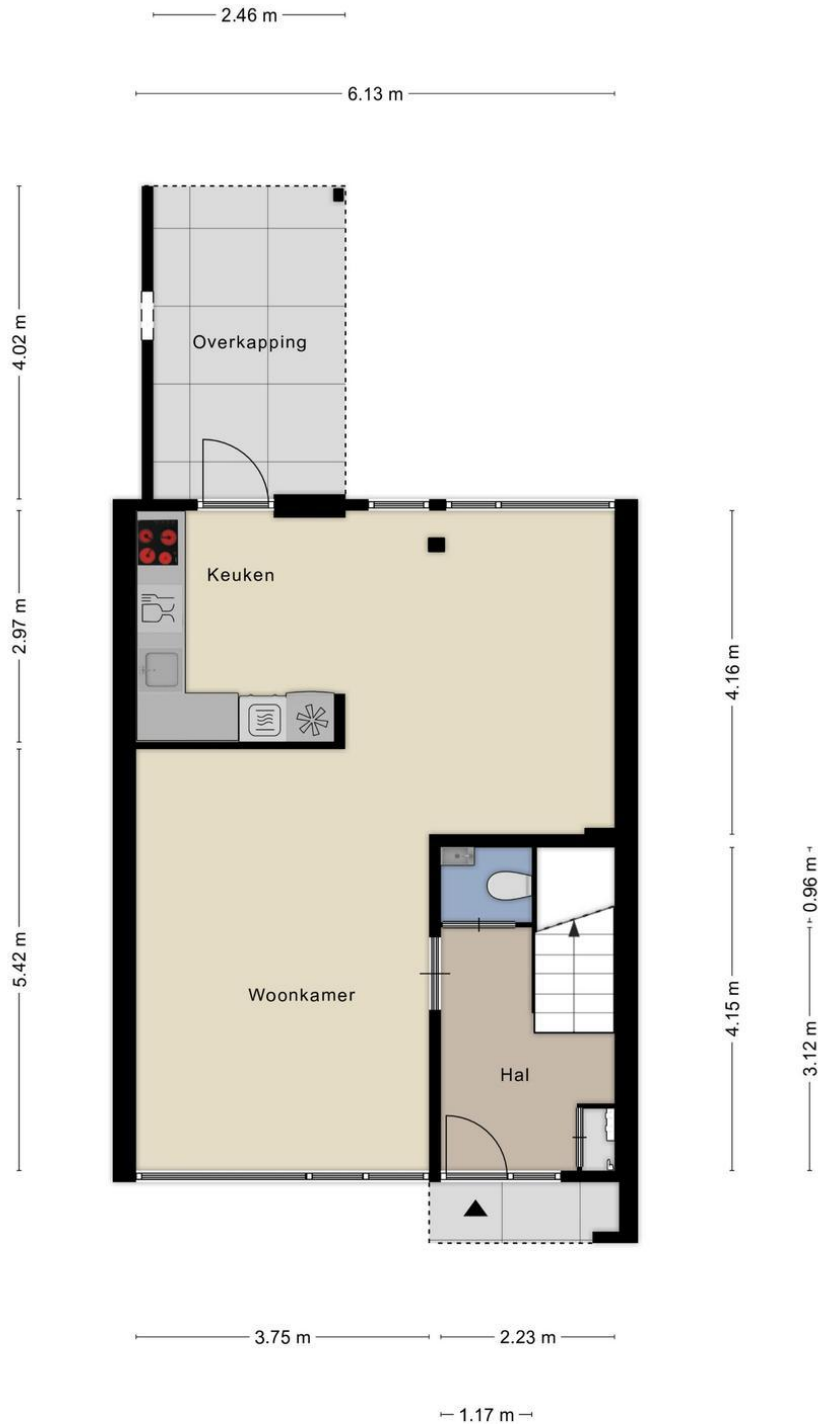 2.46 m
6.13 m
4.02 m
Overkapping
Keuken
2.97 m
4.16 m
0.96 m
5.42 m
Woonkamer
4.15 m
3.12 m
Hal
3.75 m
2.23 m
1.17 m